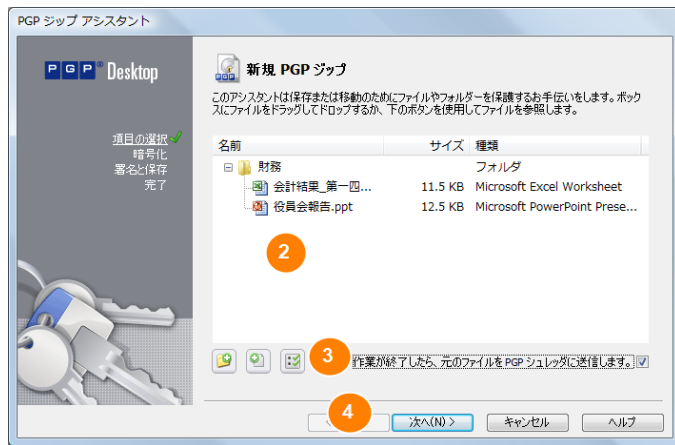 PGP ジップ アシスタント
PGP® Desktop
新規 PGP ジップ
このアシスタントは保存または移動のためにファイルやフォルダーを保護するお手伝いをします。ボック
スにファイルをドラッグしてドロップするか、下のボタンを使用してファイルを参照します。
項目の選択
暗号化
署名と保存
完了
名前 サイズ 種類
財務 フォルダ
会計結果_第一四... 11.5 KB Microsoft Excel Worksheet
役員会報告.ppt 12.5 KB Microsoft PowerPoint Prese...
2
3 作業が終了したら、元のファイルを PGP シュレッダに送信します。
4
次へ(N) > キャンセル ヘルプ